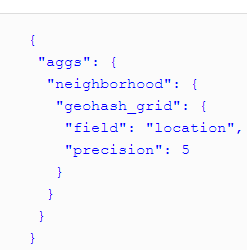 {
"aggs": {
"neighborhood": {
"geohash_grid": {
"field": "location",
"precision": 5
}
}
}
}